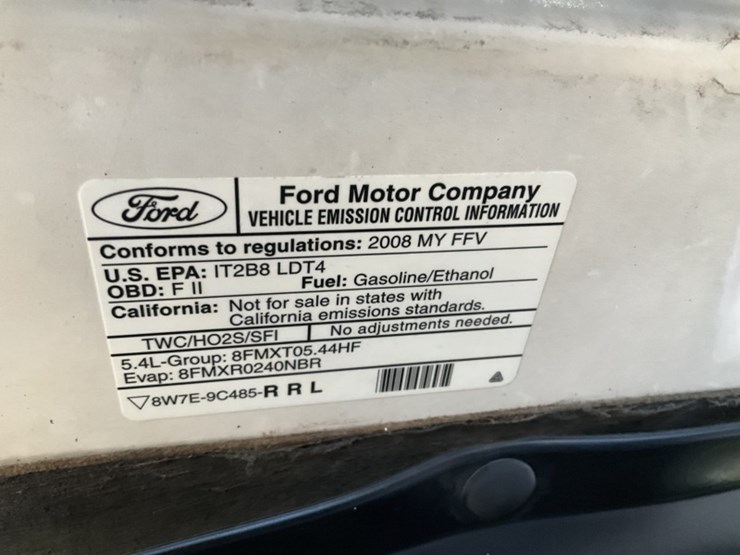 Ford
Ford Motor Company
VEHICLE EMISSION CONTROL INFORMATION
Conforms to regulations: 2008 MY FFV
U.S. EPA: IT2B8 LDT4
OBD: F II
Fuel: Gasoline/Ethanol
California: Not for sale in states with
California emissions standards.
TWC/HO2S/SFI
No adjustments needed.
5.4L-Group: 8FMXT05.44HF
Evap: 8FMXR0240NBR
▽8W7E-9C485-R R L